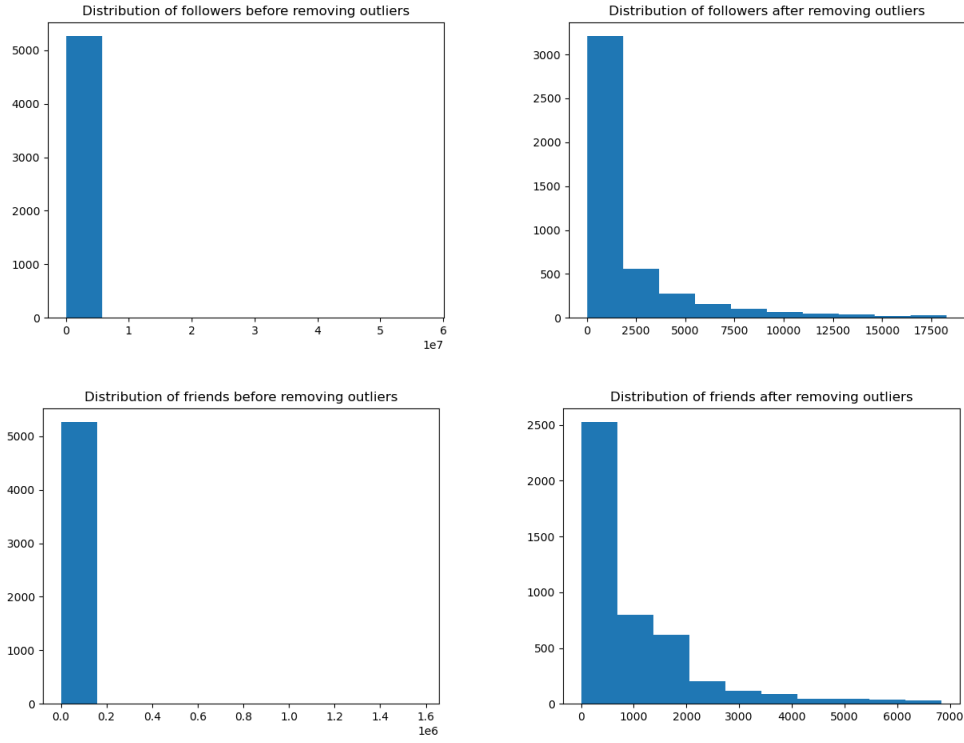 Distribution of followers before removing outliers
5000
4000
3000
2000
1000
0
0 1 2 3 4 5 6
1e7
Distribution of followers after removing outliers
3000
2500
2000
1500
1000
500
0
0 2500 5000 7500 10000 12500 15000 17500
Distribution of friends before removing outliers
5000
4000
3000
2000
1000
0
0.0 0.2 0.4 0.6 0.8 1.0 1.2 1.4 1.6
1e6
Distribution of friends after removing outliers
2500
2000
1500
1000
500
0
0 1000 2000 3000 4000 5000 6000 7000